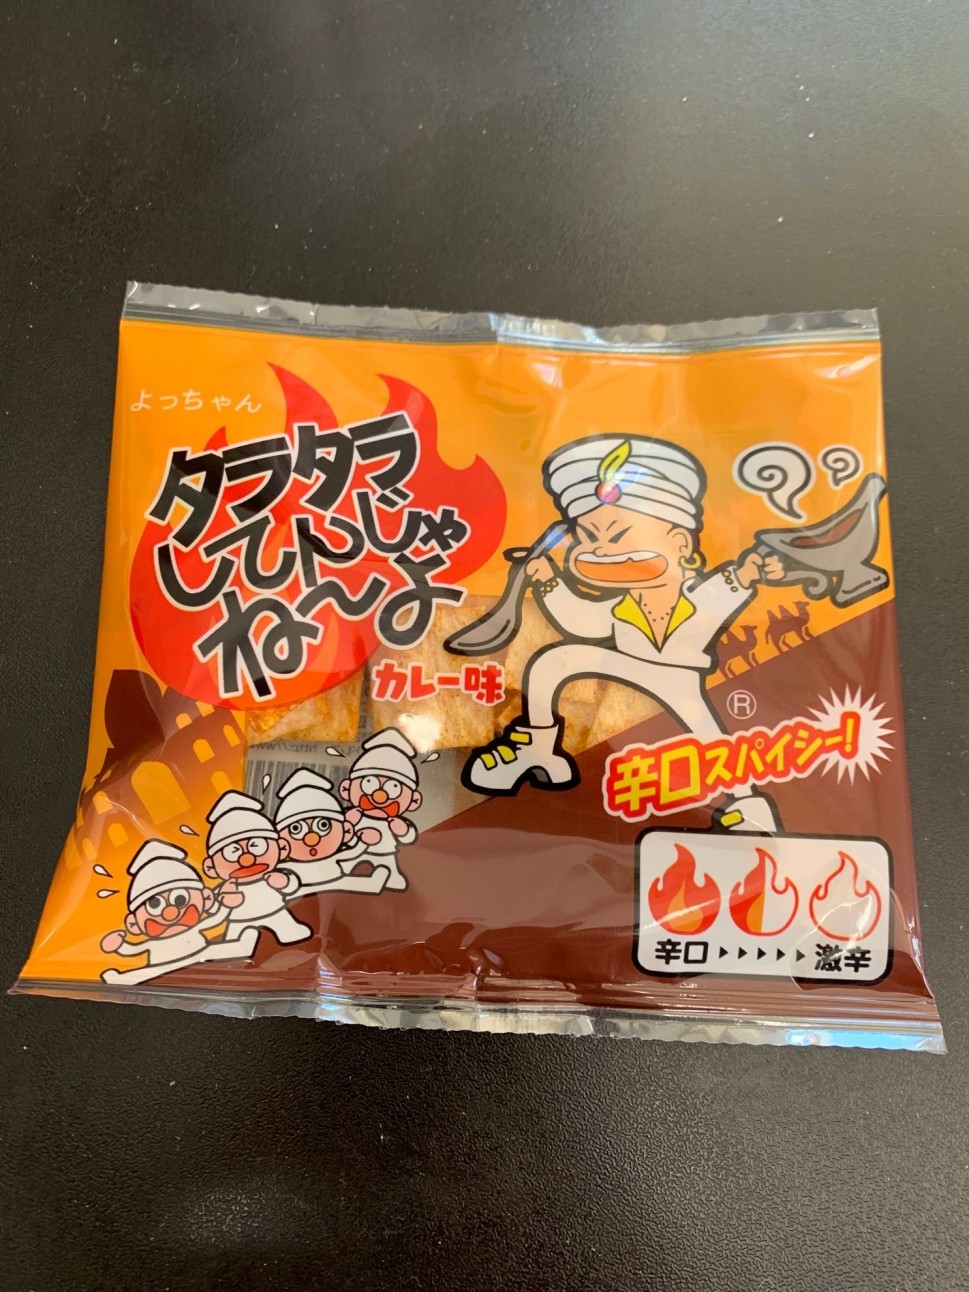 よっちゃん
タラタラ
してんじゃ
ね〜よ
カレー味
®
辛口スパイシー!
辛口 ▶▶▶▶▶ 激辛